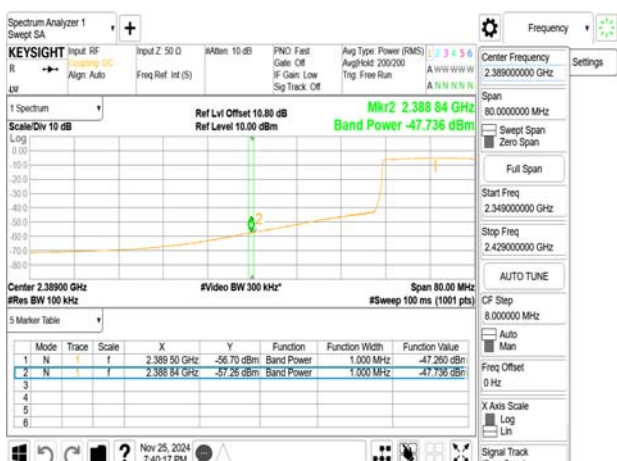 Spectrum Analyzer 1
Swept SA
Frequency
KEYSIGHT
Input: RF
Coupling: DC
Align: Auto
Input Z: 50 Ω
Freq Ref: Int (S)
#Atten: 10 dB
PNO: Fast
Gate: Off
IF Gain: Low
Sig Track: Off
Avg Type: Power (RMS)
Avg|Hold: 200/200
Trig: Free Run
1 2 3 4 5 6
A W W W W W
A N N N N N
R
LXI
Center Frequency
2.389000000 GHz
Settings
Span
80.0000000 MHz
Swept Span
Zero Span
Full Span
Start Freq
2.349000000 GHz
Stop Freq
2.429000000 GHz
AUTO TUNE
CF Step
8.000000 MHz
Auto
Man
Freq Offset
0 Hz
X Axis Scale
Log
Lin
Signal Track
1 Spectrum
Scale/Div 10 dB
Ref Lvl Offset 10.80 dB
Ref Level 10.00 dBm
Mkr2 2.388 84 GHz
Band Power -47.736 dBm
Log
0.00
-10.0
-20.0
-30.0
-40.0
-50.0
-60.0
-70.0
-80.0
2
1
Center 2.38900 GHz
#Res BW 100 kHz
#Video BW 300 kHz*
Span 80.00 MHz
#Sweep 100 ms (1001 pts)
5 Marker Table
Mode Trace Scale X Y Function Function Width Function Value
1 N 1 f 2.389 50 GHz -56.70 dBm Band Power 1.000 MHz -47.260 dBm
2 N 1 f 2.388 84 GHz -57.26 dBm Band Power 1.000 MHz -47.736 dBm
3
4
5
6
?
Nov 25, 2024
7:40:17 PM